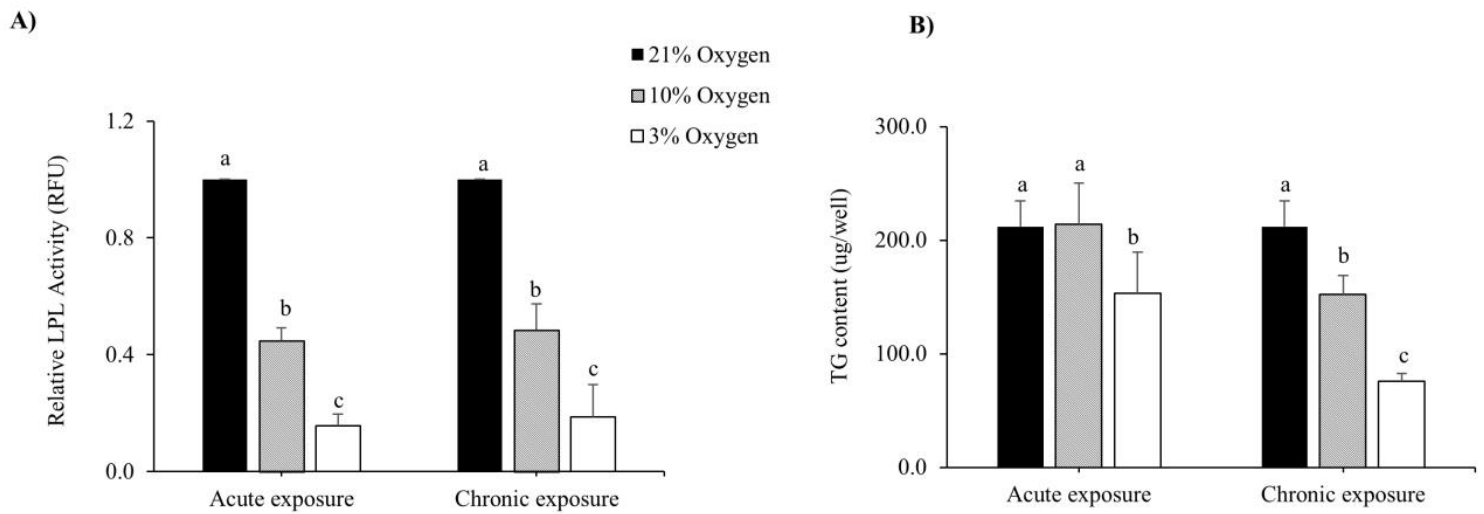 A)
21% Oxygen
10% Oxygen
3% Oxygen
Relative LPL Activity (RFU)
1.2
0.8
0.4
0.0
a
b
c
a
b
c
Acute exposure
Chronic exposure
B)
TG content (ug/well)
300.0
200.0
100.0
0.0
a
a
b
a
b
c
Acute exposure
Chronic exposure